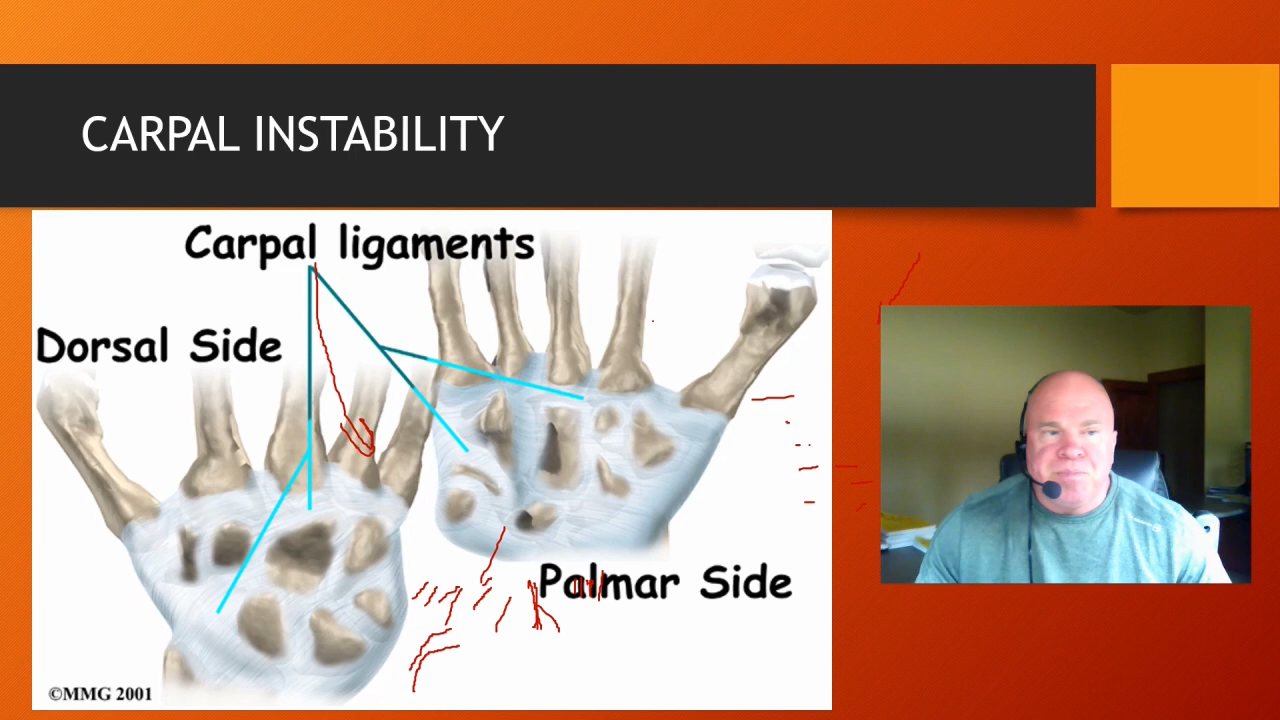 CARPAL INSTABILITY
Carpal ligaments
Dorsal Side
Palmar Side
©MMG 2001